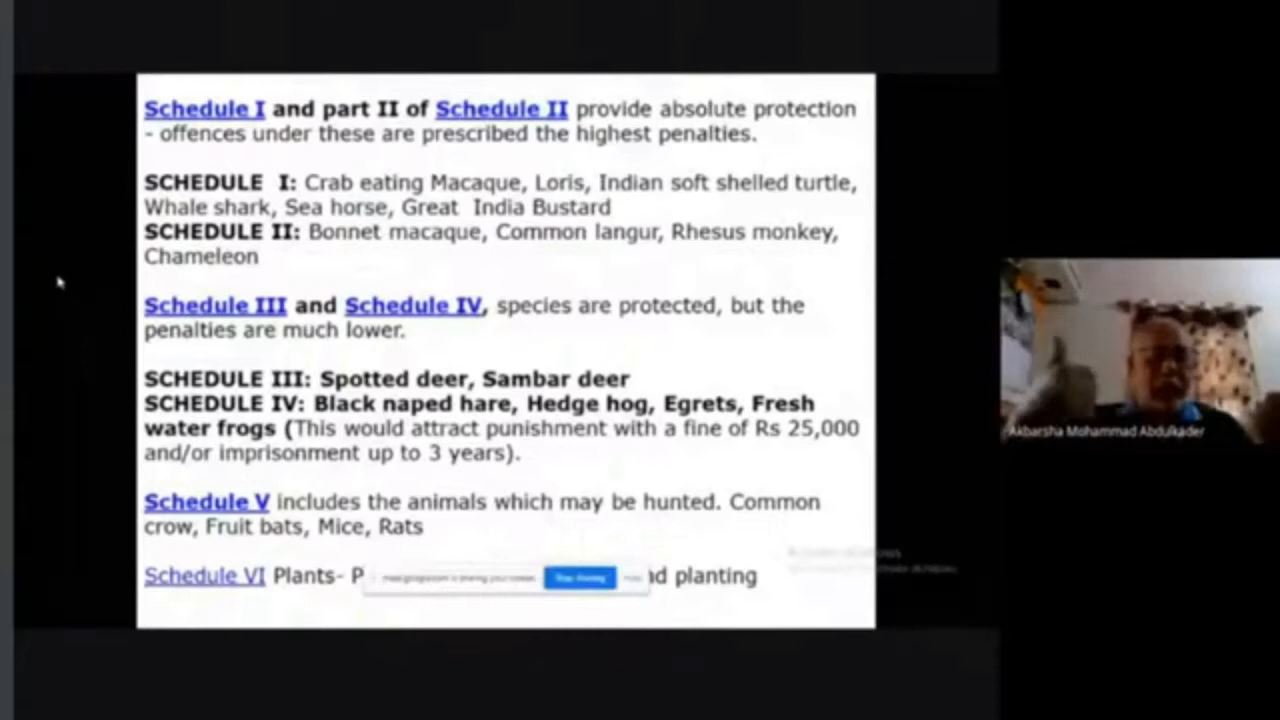 Schedule I and part II of Schedule II provide absolute protection
- offences under these are prescribed the highest penalties.
SCHEDULE I: Crab eating Macaque, Loris, Indian soft shelled turtle,
Whale shark, Sea horse, Great India Bustard
SCHEDULE II: Bonnet macaque, Common langur, Rhesus monkey,
Chameleon
Schedule III and Schedule IV, species are protected, but the
penalties are much lower.
SCHEDULE III: Spotted deer, Sambar deer
SCHEDULE IV: Black naped hare, Hedge hog, Egrets, Fresh
water frogs (This would attract punishment with a fine of Rs 25,000
and/or imprisonment up to 3 years).
Schedule V includes the animals which may be hunted. Common
crow, Fruit bats, Mice, Rats
Schedule VI Plants- P
planting
Stop sharing
Akbarsha Mohammad Abdulkader